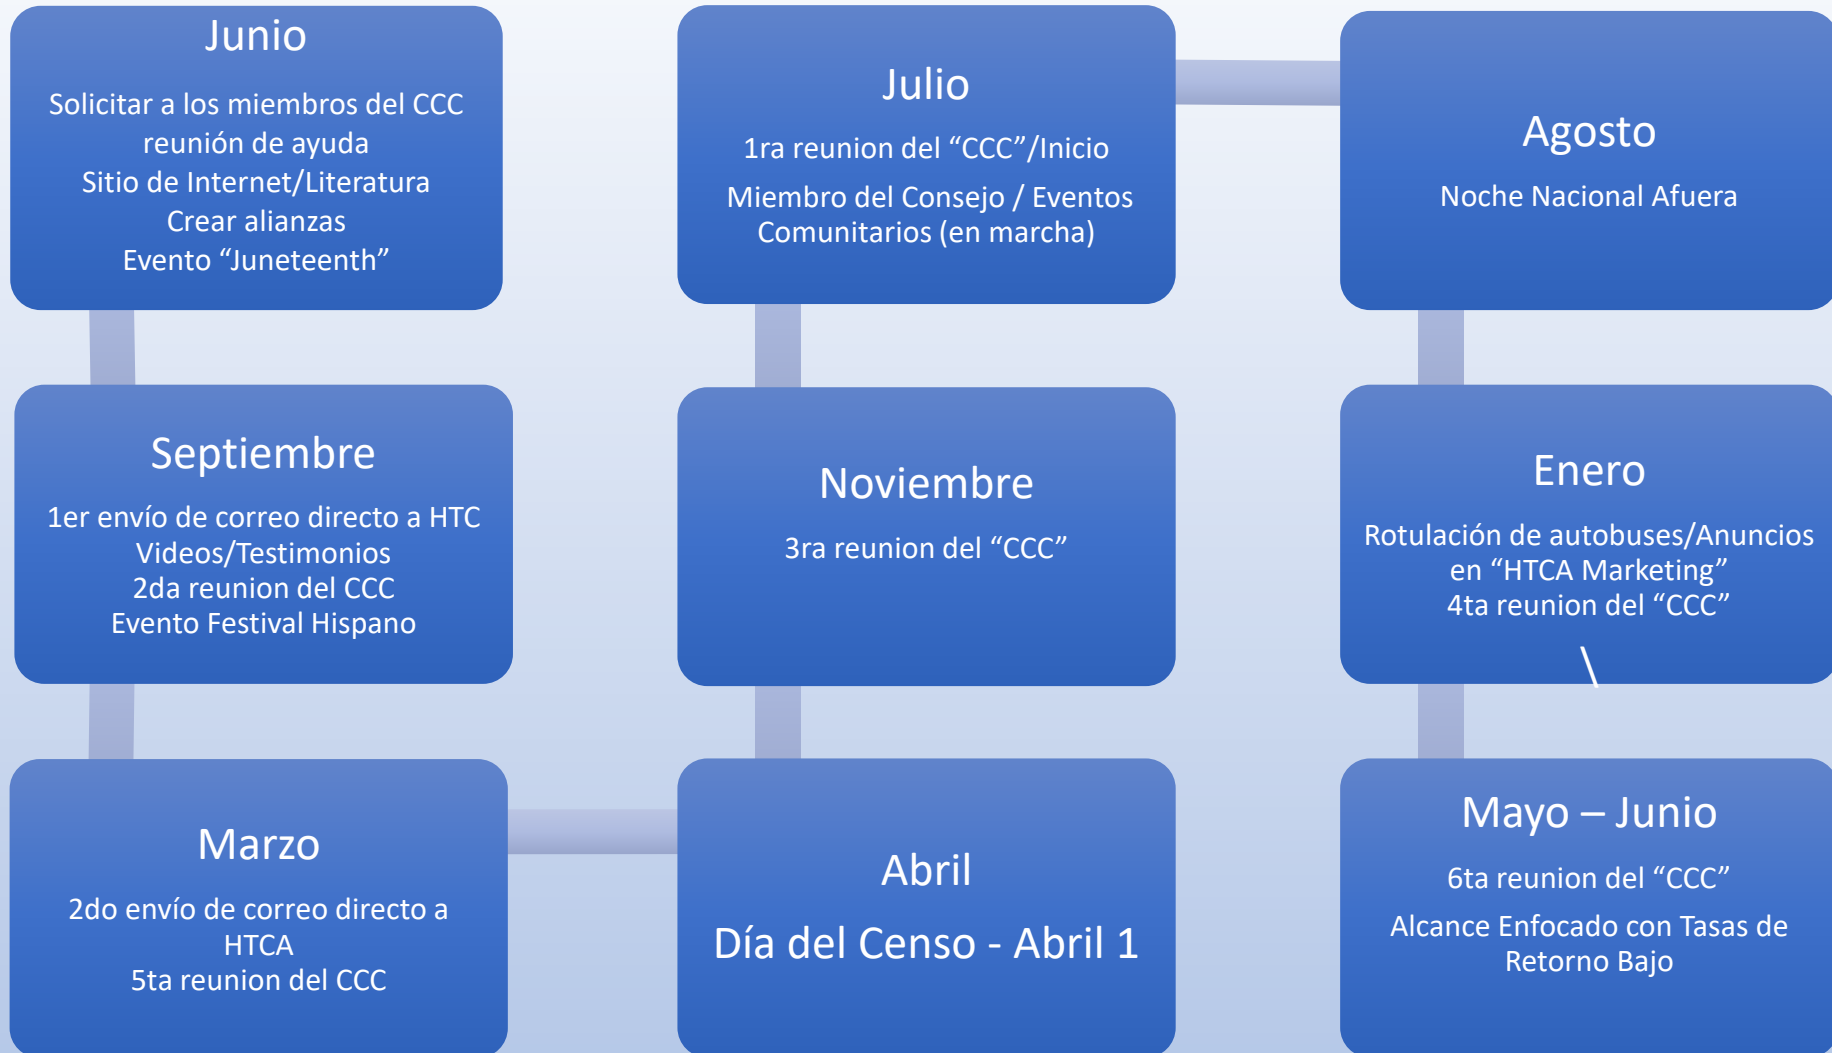 Junio
Solicitar a los miembros del CCC
reunión de ayuda
Sitio de Internet/Literatura
Crear alianzas
Evento “Juneteenth”
Julio
1ra reunion del “CCC”/Inicio
Miembro del Consejo / Eventos
Comunitarios (en marcha)
Agosto
Noche Nacional Afuera
Septiembre
1er envío de correo directo a HTC
Videos/Testimonios
2da reunion del CCC
Evento Festival Hispano
Noviembre
3ra reunion del “CCC”
Enero
Rotulación de autobuses/Anuncios
en “HTCA Marketing”
4ta reunion del “CCC”
\
Marzo
2do envío de correo directo a
HTCA
5ta reunion del CCC
Abril
Día del Censo - Abril 1
Mayo – Junio
6ta reunion del “CCC”
Alcance Enfocado con Tasas de
Retorno Bajo